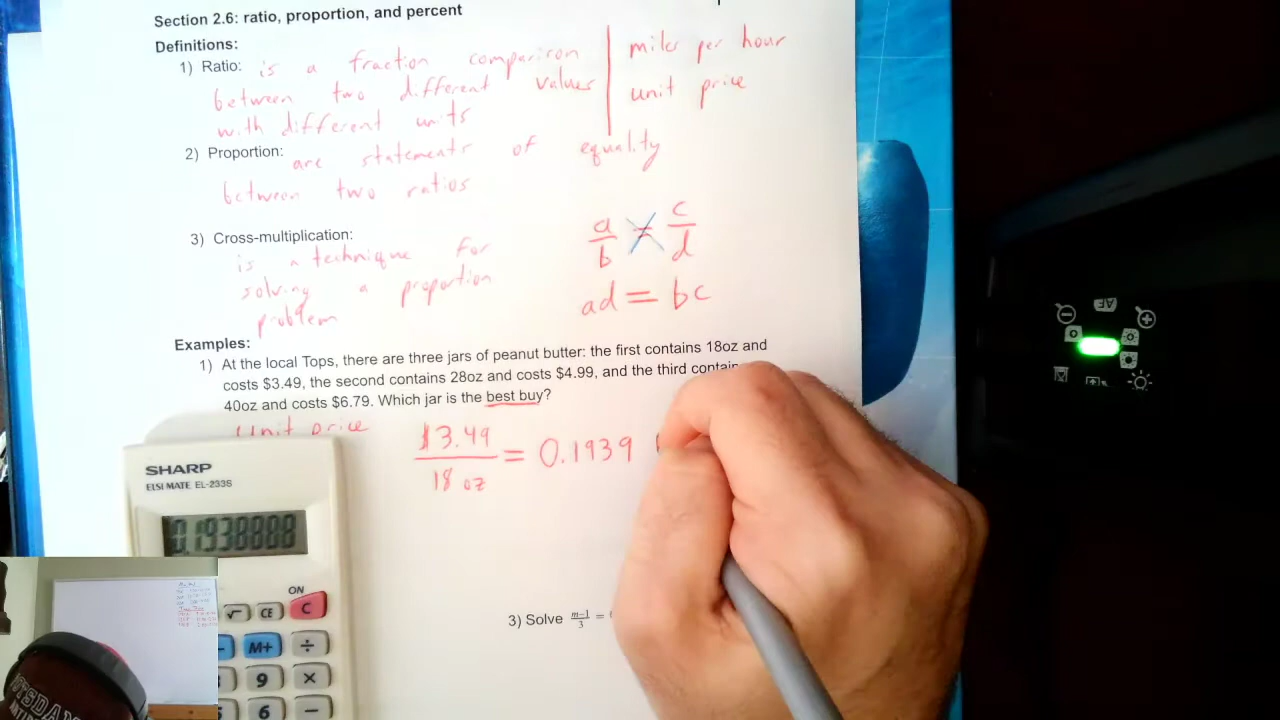 Section 2.6: ratio, proportion, and percent
Definitions:
1) Ratio: is a fraction comparison
between two different values
with different units
miles per hour
unit price
2) Proportion: are statements of equality
between two ratios
3) Cross-multiplication:
is a technique for
solving a proportion
problem
a/b = c/d
ad = bc
Examples:
1) At the local Tops, there are three jars of peanut butter: the first contains 18oz and
costs $3.49, the second contains 28oz and costs $4.99, and the third contain
40oz and costs $6.79. Which jar is the best buy?
Unit price
$3.49 / 18 oz = 0.1939
3) Solve m-1/3 =
SHARP
ELSI MATE EL-233S
0.1938888
ON
√ CE C
M+ ÷
9 ×
6 −
AF